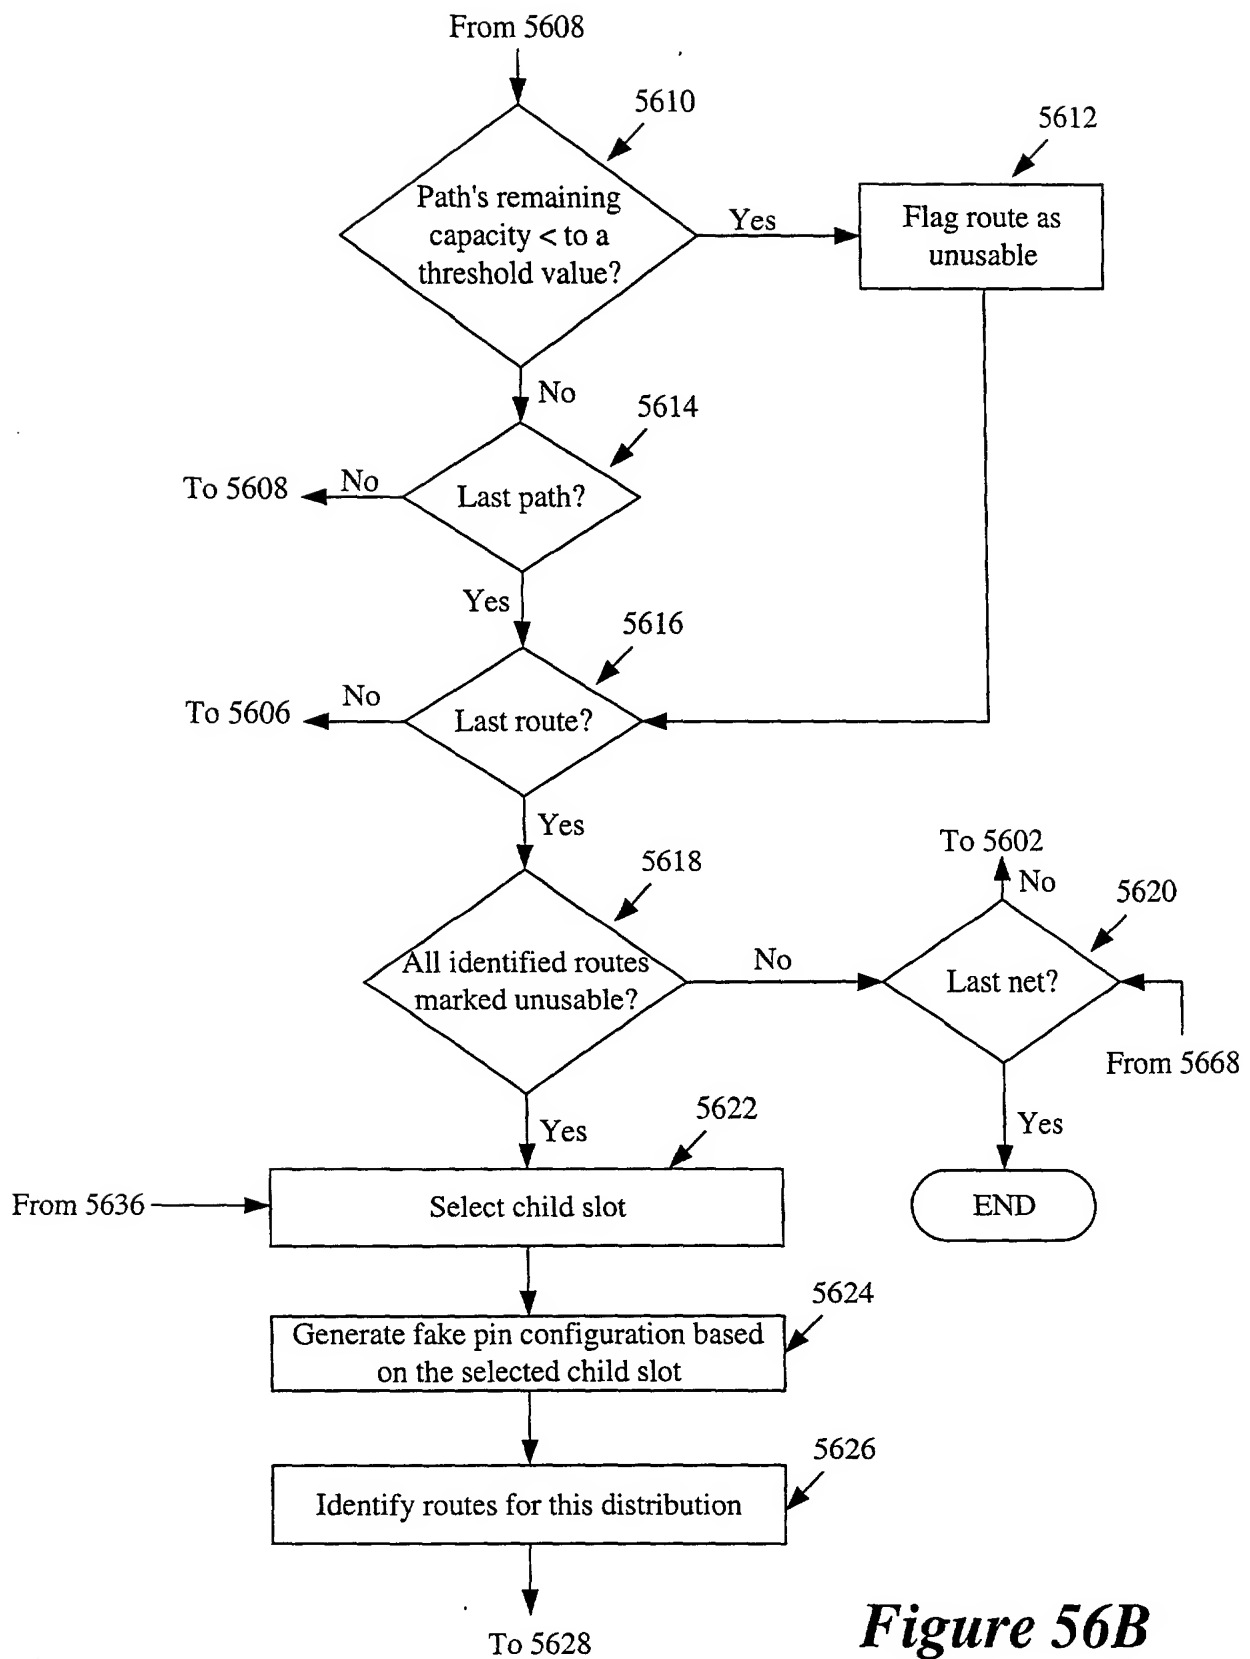 From 5608
5610
5612
Path's remaining
capacity < to a
threshold value?
Yes
Flag route as
unusable
No
5614
To 5608
No
Last path?
Yes
5616
To 5606
No
Last route?
Yes
To 5602
No
5618
5620
All identified routes
marked unusable?
No
Last net?
From 5668
Yes
Yes
5622
From 5636
Select child slot
END
5624
Generate fake pin configuration based
on the selected child slot
5626
Identify routes for this distribution
To 5628
Figure 56B